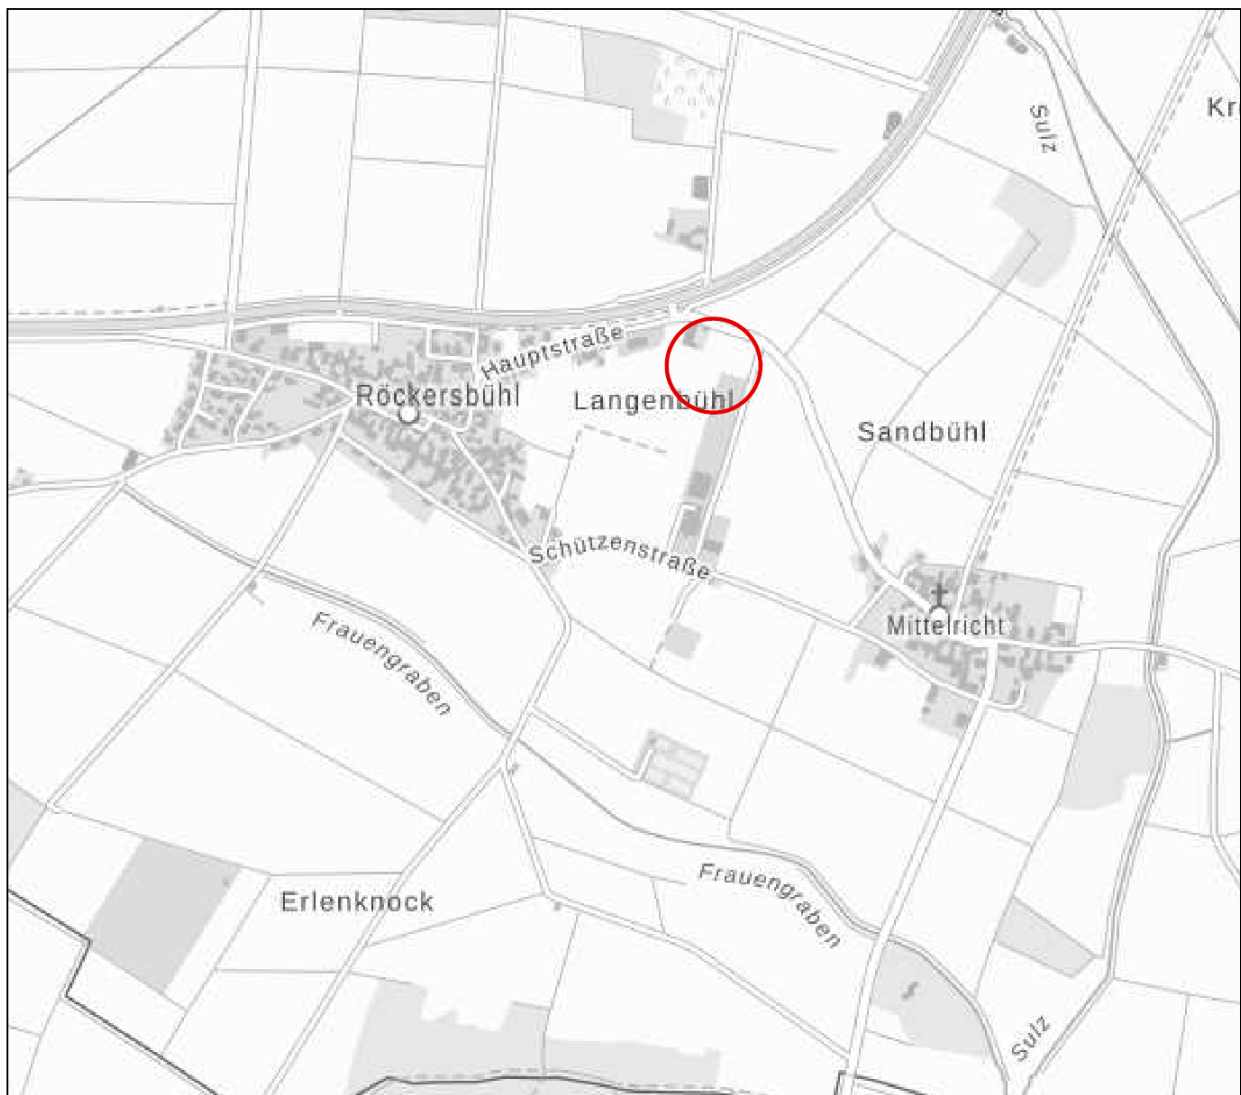 Kr
Sulz
Hauptstraße
Röckersbühl
Langenbühl
Sandbühl
Schützenstraße
Mittelricht
Frauengraben
Frauengraben
Erlenknock
Sulz